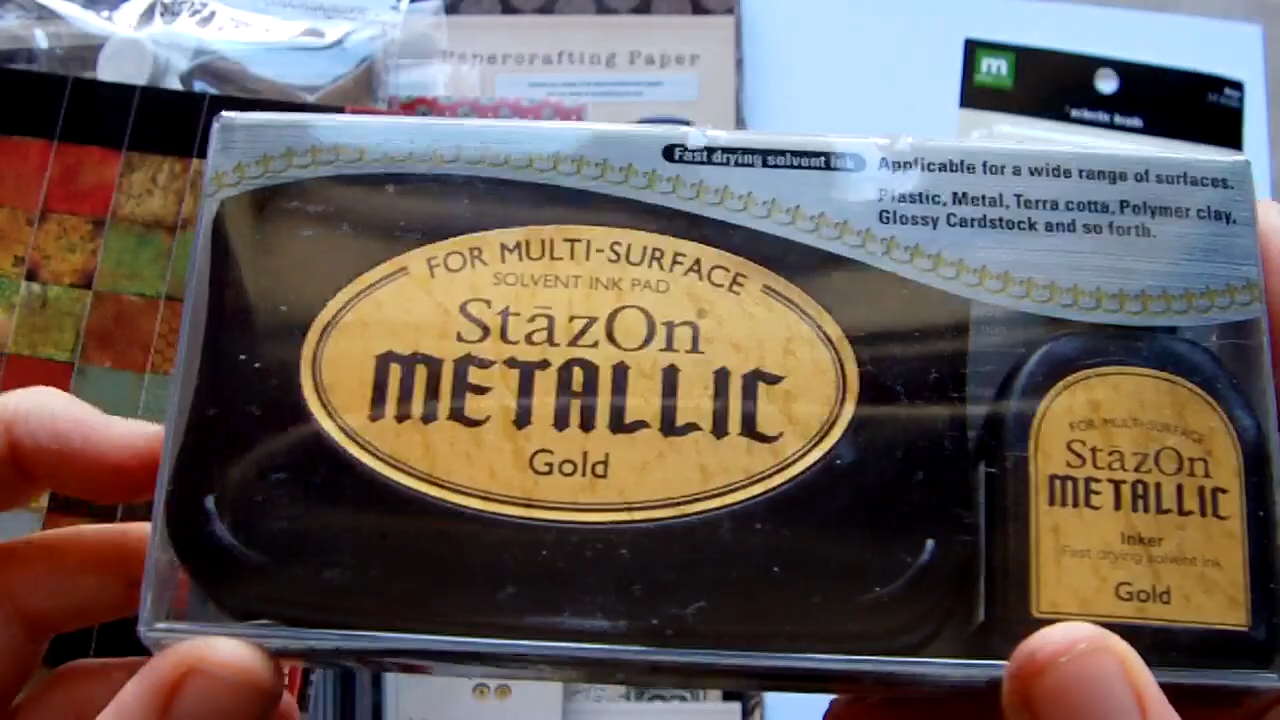 Papercrafting Paper
m
Fast drying solvent ink
Applicable for a wide range of surfaces.
Plastic, Metal, Terra cotta, Polymer clay,
Glossy Cardstock and so forth.
FOR MULTI-SURFACE
SOLVENT INK PAD
StāzOn
METALLIC
Gold
FOR MULTI-SURFACE
StāzOn
METALLIC
Inker
Fast drying solvent ink
Gold